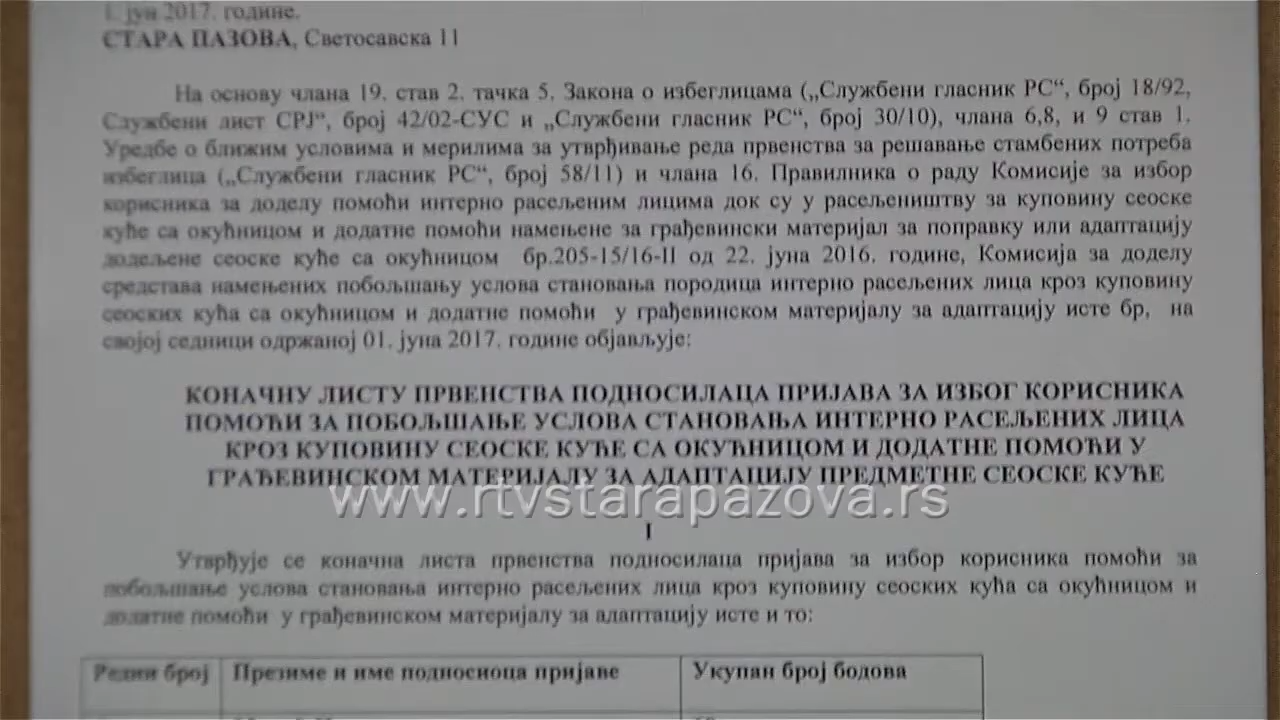 1. јун 2017. године.
СТАРА ПАЗОВА, Светосавска 11
На основу члана 19. став 2. тачка 5. Закона о избеглицама („Службени гласник РС“, број 18/92,
Службени лист СРЈ“, број 42/02-СУС и „Службени гласник РС“, број 30/10), члана 6,8, и 9 став 1.
Уредбе о ближим условима и мерилима за утврђивање реда првенства за решавање стамбених потреба
избеглица („Службени гласник РС“, број 58/11) и члана 16. Правилника о раду Комисије за избор
корисника за доделу помоћи интерно расељеним лицима док су у расељеништву за куповину сеоске
куће са окућницом и додатне помоћи намењене за грађевински материјал за поправку или адаптацију
додељене сеоске куће са окућницом бр.205-15/16-II од 22. јуна 2016. године, Комисија за доделу
средстава намењених побољшању услова становања породица интерно расељених лица кроз куповину
сеоских кућа са окућницом и додатне помоћи у грађевинском материјалу за адаптацију исте бр, на
својој седници одржаној 01. јуна 2017. године објављује:
КОНАЧНУ ЛИСТУ ПРВЕНСТВА ПОДНОСИЛАЦА ПРИЈАВА ЗА ИЗБОГ КОРИСНИКА
ПОМОЋИ ЗА ПОБОЉШАЊЕ УСЛОВА СТАНОВАЊА ИНТЕРНО РАСЕЉЕНИХ ЛИЦА
КРОЗ КУПОВИНУ СЕОСКЕ КУЋЕ СА ОКУЋНИЦОМ И ДОДАТНЕ ПОМОЋИ У
ГРАЂЕВИНСКОМ МАТЕРИЈАЛУ ЗА АДАПТАЦИЈУ ПРЕДМЕТНЕ СЕОСКЕ КУЋЕ
www.rtvstarapazova.rs
I
Утврђује се коначна листа првенства подносилаца пријава за избор корисника помоћи за
побољшање услова становања интерно расељених лица кроз куповину сеоских кућа са окућницом и
додатне помоћи у грађевинском материјалу за адаптацију исте и то:
Редни број Презиме и име подносиоца пријаве Укупан број бодова